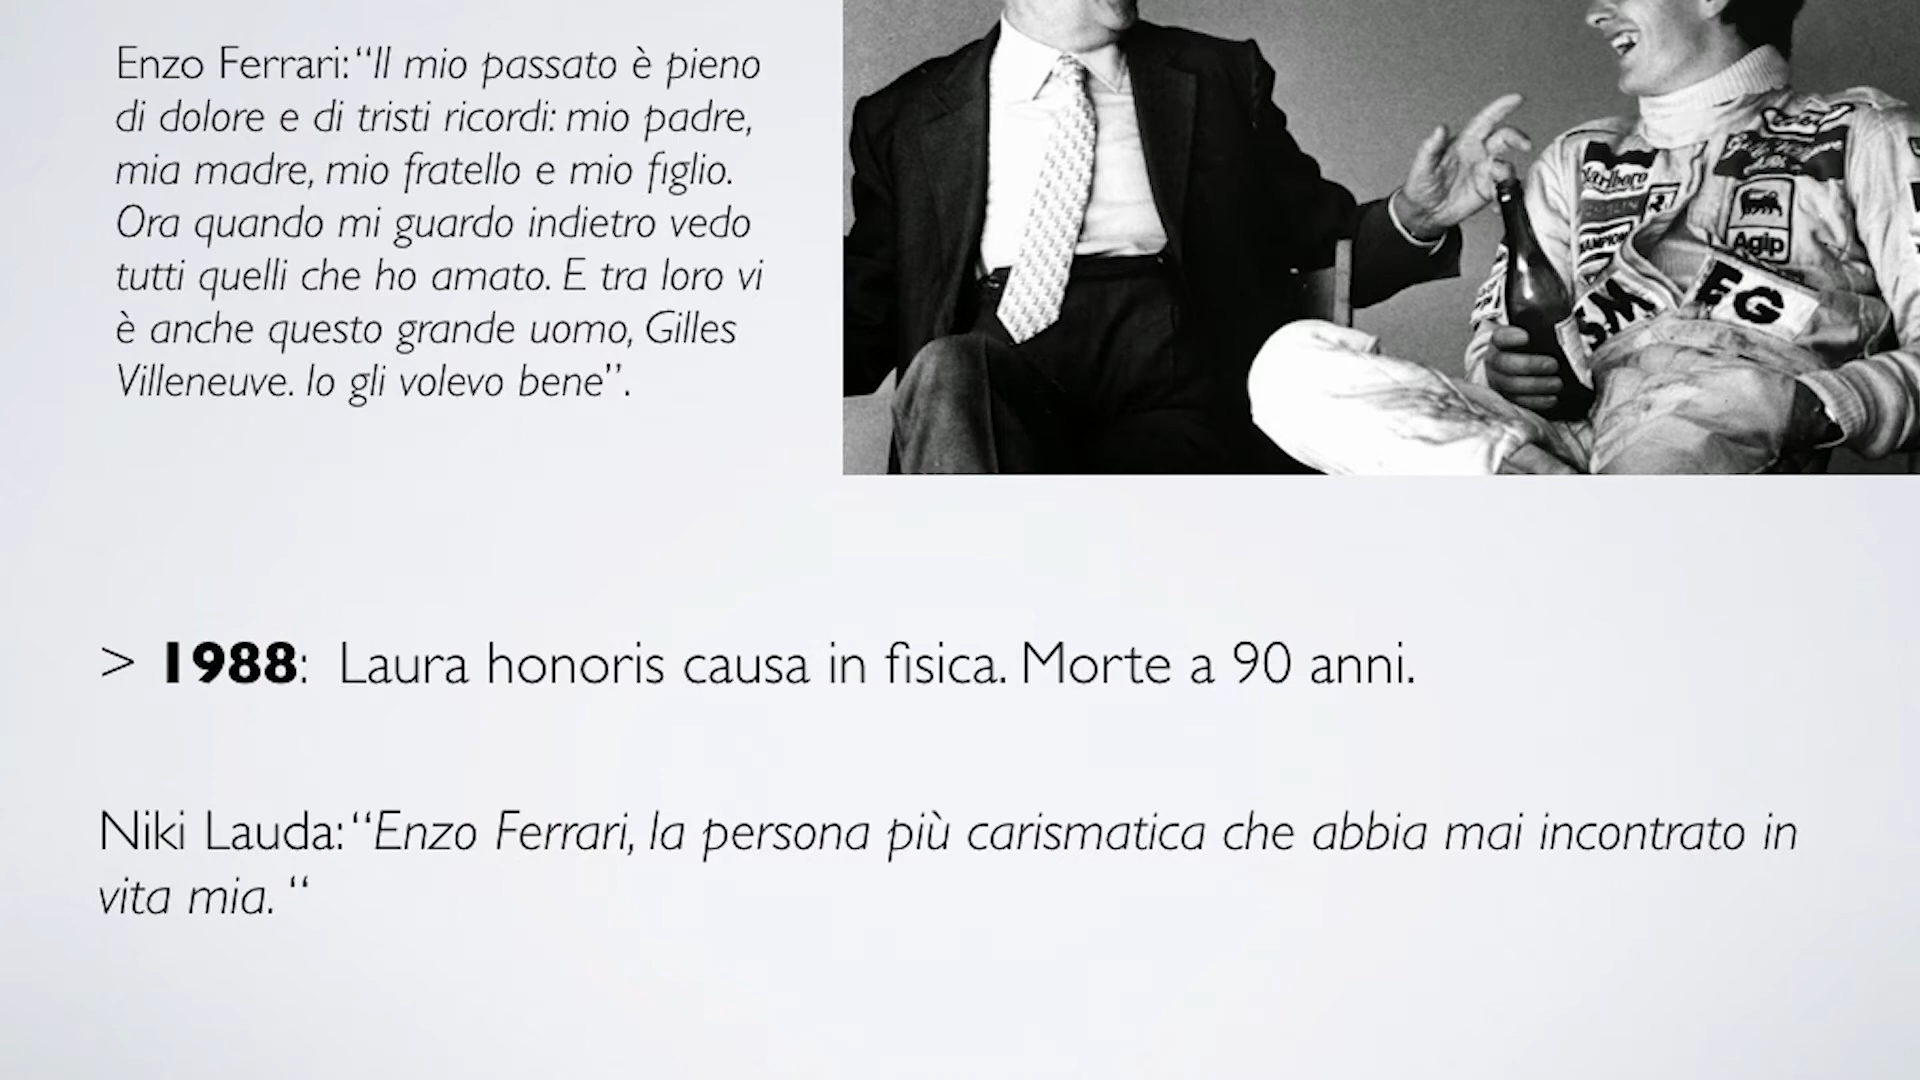 Enzo Ferrari: “Il mio passato è pieno
di dolore e di tristi ricordi: mio padre,
mia madre, mio fratello e mio figlio.
Ora quando mi guardo indietro vedo
tutti quelli che ho amato. E tra loro vi
è anche questo grande uomo, Gilles
Villeneuve. Io gli volevo bene”.
Marlboro
Agip
> 1988: Laura honoris causa in fisica. Morte a 90 anni.
Niki Lauda: “Enzo Ferrari, la persona più carismatica che abbia mai incontrato in
vita mia. “